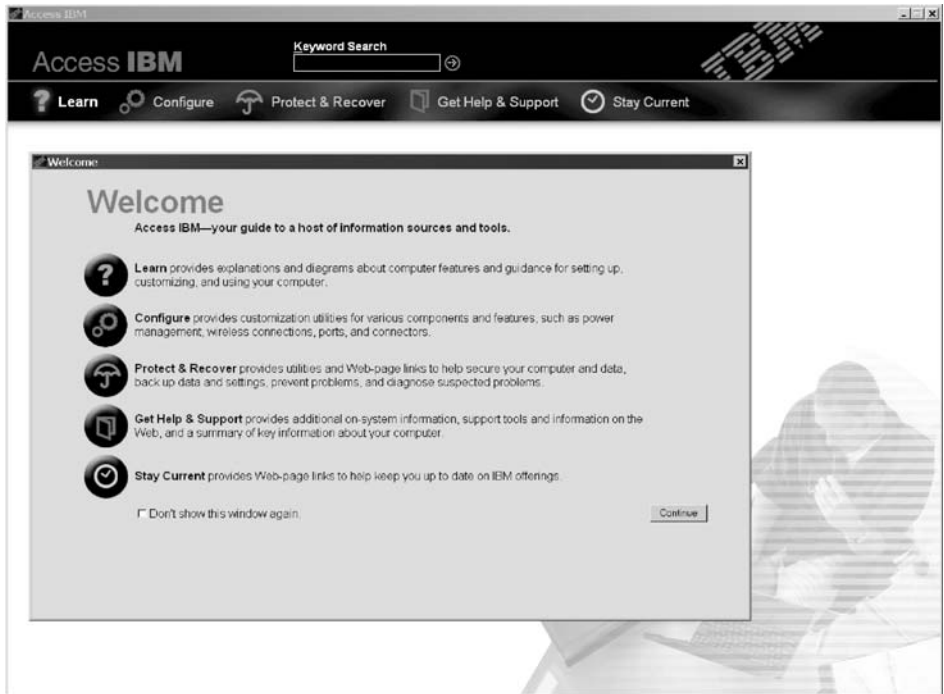 Access IBM
Keyword Search
Access IBM
IBM
Learn Configure Protect & Recover Get Help & Support Stay Current
Welcome
Welcome
Access IBM—your guide to a host of information sources and tools.
Learn provides explanations and diagrams about computer features and guidance for setting up,
customizing, and using your computer.
Configure provides customization utilities for various components and features, such as power
management, wireless connections, ports, and connectors.
Protect & Recover provides utilities and Web-page links to help secure your computer and data,
back up data and settings, prevent problems, and diagnose suspected problems.
Get Help & Support provides additional on-system information, support tools and information on the
Web, and a summary of key information about your computer.
Stay Current provides Web-page links to help keep you up to date on IBM offerings.
Don't show this window again.
Continue